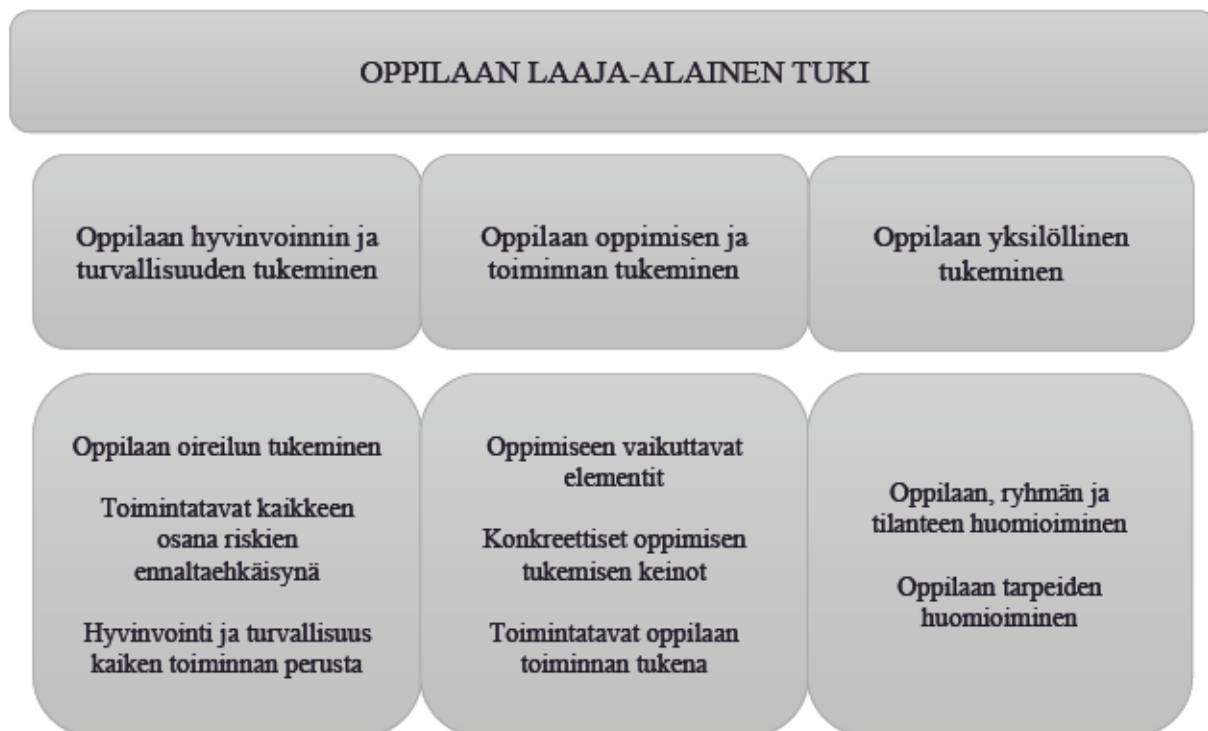 OPPILAAN LAAJA-ALAINEN TUKI
Oppilaan hyvinvoinnin ja
turvallisuuden tukeminen
Oppilaan oppimisen ja
toiminnan tukeminen
Oppilaan yksilöllinen
tukeminen
Oppilaan oireilun tukeminen
Toimintatavat kaikkeen
osana riskien
ennaltaehkäisynä
Hyvinvointi ja turvallisuus
kaiken toiminnan perusta
Oppimiseen vaikuttavat
elementit
Konkreettiset oppimisen
tukemisen keinot
Toimintatavat oppilaan
toiminnan tukena
Oppilaan, ryhmän ja
tilanteen huomioiminen
Oppilaan tarpeiden
huomioiminen